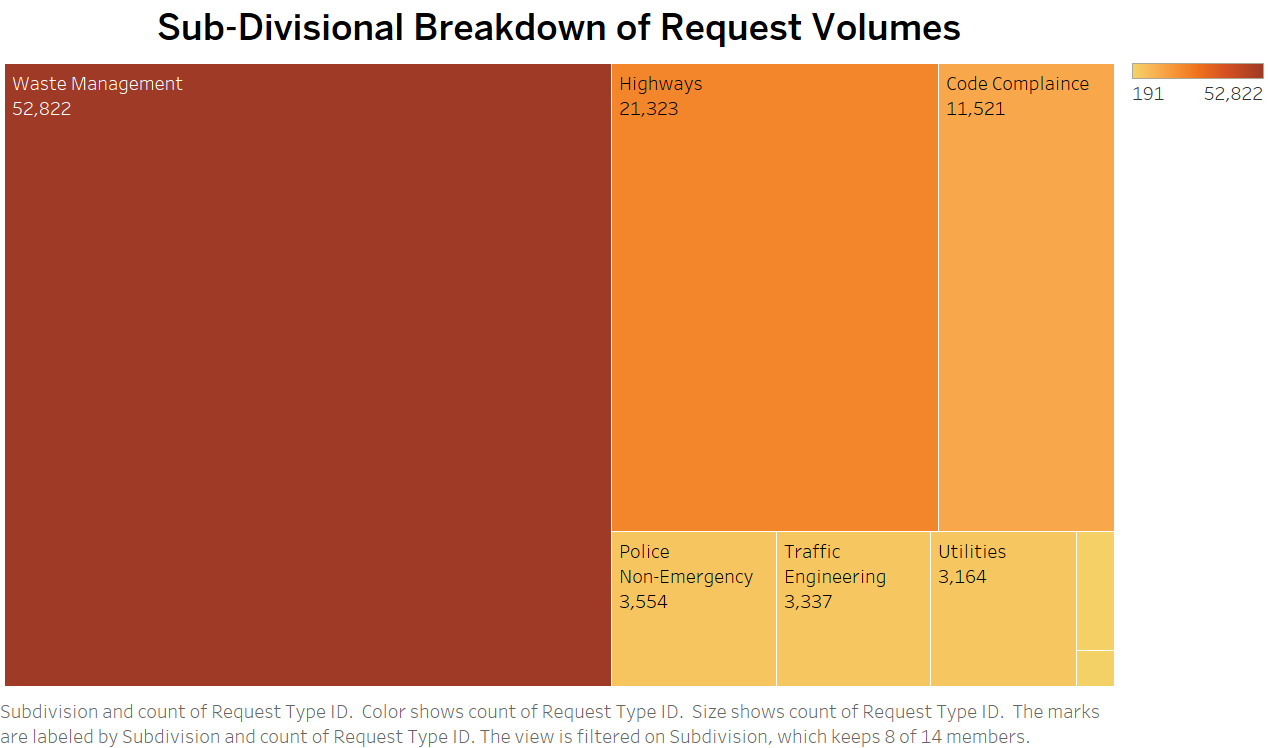 Sub-Divisional Breakdown of Request Volumes
Waste Management
52,822
Highways
21,323
Code Complaince
11,521
191 52,822
Police
Non-Emergency
3,554
Traffic
Engineering
3,337
Utilities
3,164
Subdivision and count of Request Type ID.  Color shows count of Request Type ID.  Size shows count of Request Type ID.  The marks
are labeled by Subdivision and count of Request Type ID. The view is filtered on Subdivision, which keeps 8 of 14 members.